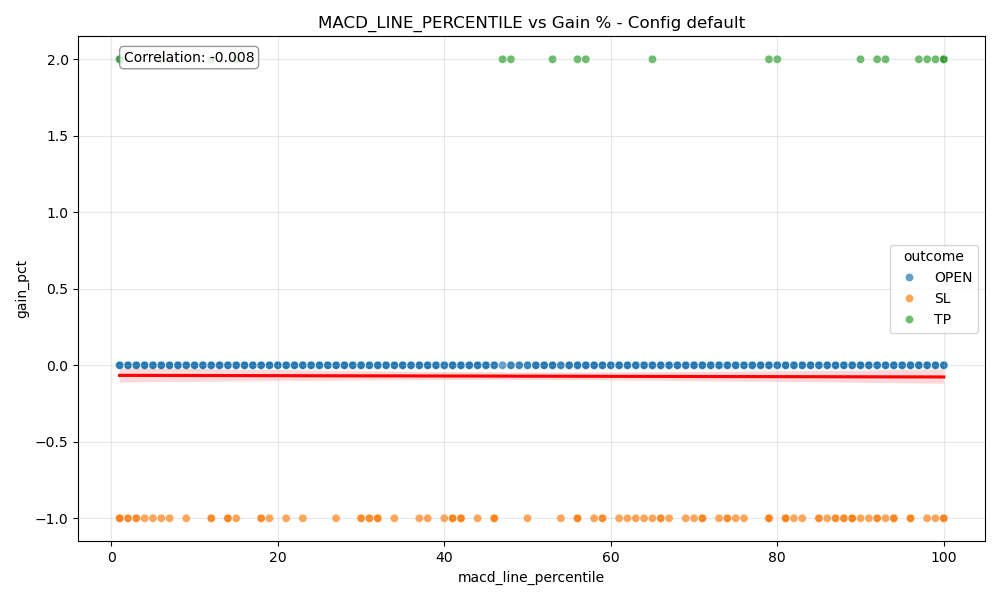 MACD_LINE_PERCENTILE vs Gain % - Config default
Correlation: -0.008
2.0
1.5
1.0
0.5
0.0
−0.5
−1.0
gain_pct
outcome
OPEN
SL
TP
0
20
40
60
80
100
macd_line_percentile